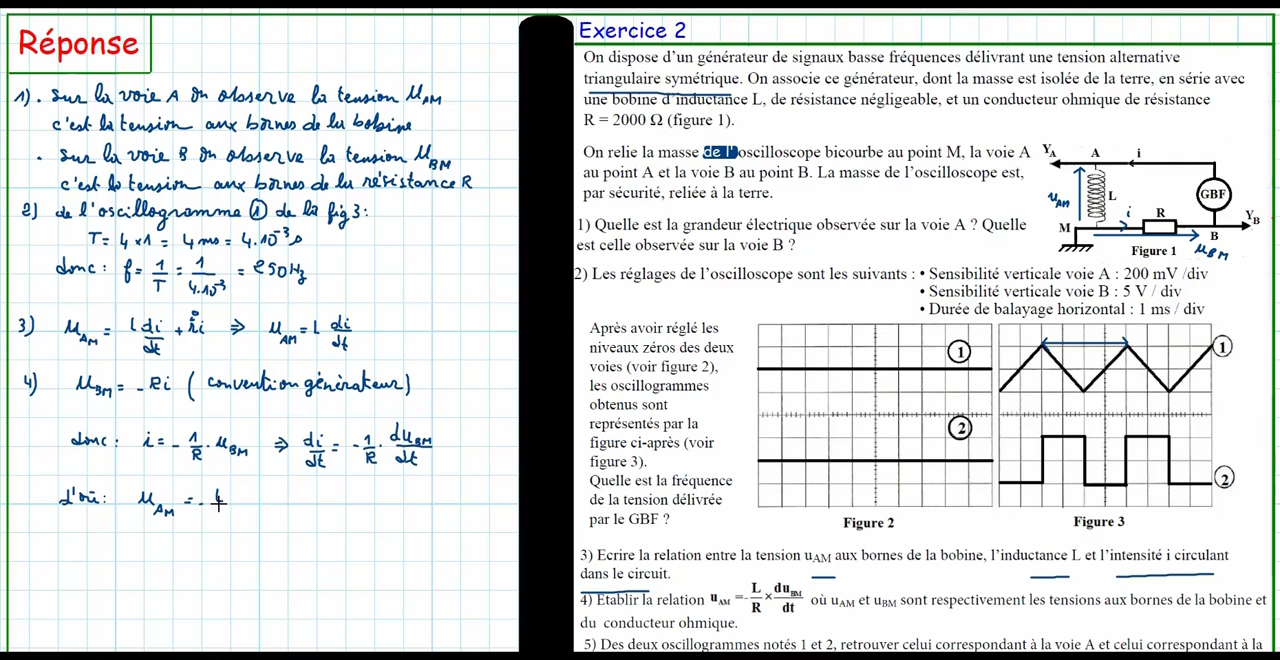 Réponse
1). Sur la voie A on observe la tension u_AM
c'est la tension aux bornes de la bobine
. Sur la voie B on observe la tension u_BM
c'est la tension aux bornes de la résistance R
2) de l'oscillogramme ① de la fig3:
T = 4 x 1 = 4 ms = 4.10^-3 s
donc : f = 1/T = 1/4.10^-3 = 250 Hz
3) u_AM = L di/dt + ri ⇒ u_AM = L di/dt
0
4) u_BM = - Ri ( convention générateur)
donc : i = - 1/R . u_BM ⇒ di/dt = - 1/R . du_BM/dt
d'où : u_AM = -
Exercice 2
On dispose d'un générateur de signaux basse fréquences délivrant une tension alternative
triangulaire symétrique. On associe ce générateur, dont la masse est isolée de la terre, en série avec
une bobine d'inductance L, de résistance négligeable, et un conducteur ohmique de résistance
R = 2000 Ω (figure 1).
On relie la masse de l'oscilloscope bicourbe au point M, la voie A
au point A et la voie B au point B. La masse de l'oscilloscope est,
par sécurité, reliée à la terre.
Y_A A i
u_AM L GBF
M i R Y_B
B
Figure 1 u_BM
1) Quelle est la grandeur électrique observée sur la voie A ? Quelle
est celle observée sur la voie B ?
2) Les réglages de l'oscilloscope sont les suivants : • Sensibilité verticale voie A : 200 mV /div
• Sensibilité verticale voie B : 5 V / div
• Durée de balayage horizontal : 1 ms / div
Après avoir réglé les
niveaux zéros des deux
voies (voir figure 2),
les oscillogrammes
obtenus sont
représentés par la
figure ci-après (voir
figure 3).
Quelle est la fréquence
de la tension délivrée
par le GBF ?
①
②
Figure 2
①
②
Figure 3
3) Ecrire la relation entre la tension u_AM aux bornes de la bobine, l'inductance L et l'intensité i circulant
dans le circuit.
4) Etablir la relation u_AM = - L/R × du_BM/dt où u_AM et u_BM sont respectivement les tensions aux bornes de la bobine et
du conducteur ohmique.
5) Des deux oscillogrammes notés 1 et 2, retrouver celui correspondant à la voie A et celui correspondant à la